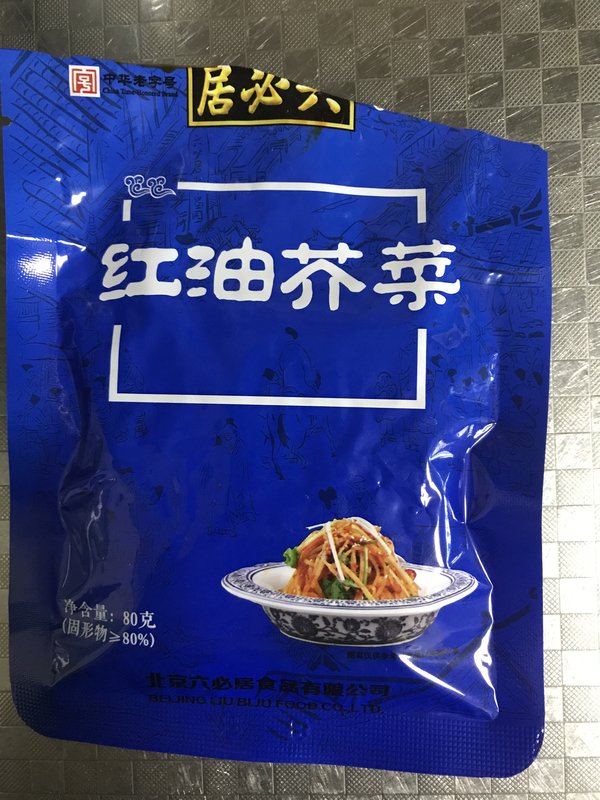 中华老字号
China Time-Honored Brand
六必居
红油芥菜
净含量：80克
(固形物≥80%)
北京六必居食品有限公司
BEIJING LIU BIJU FOOD CO.,LTD.